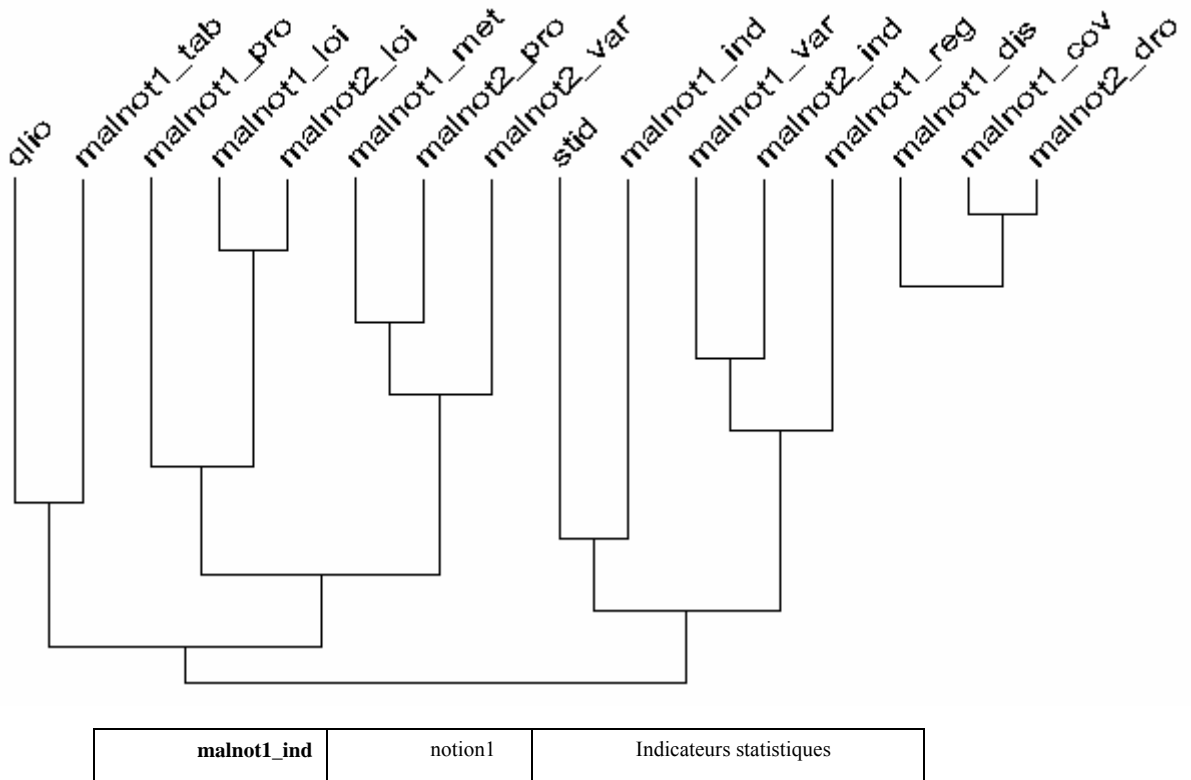 qlio
malnot1_tab
malnot1_pro
malnot1_loi
malnot2_loi
malnot1_met
malnot2_pro
malnot2_var
stid
malnot1_ind
malnot1_var
malnot2_ind
malnot1_reg
malnot1_dis
malnot1_cov
malnot2_dro
malnot1_ind notion1 Indicateurs statistiques